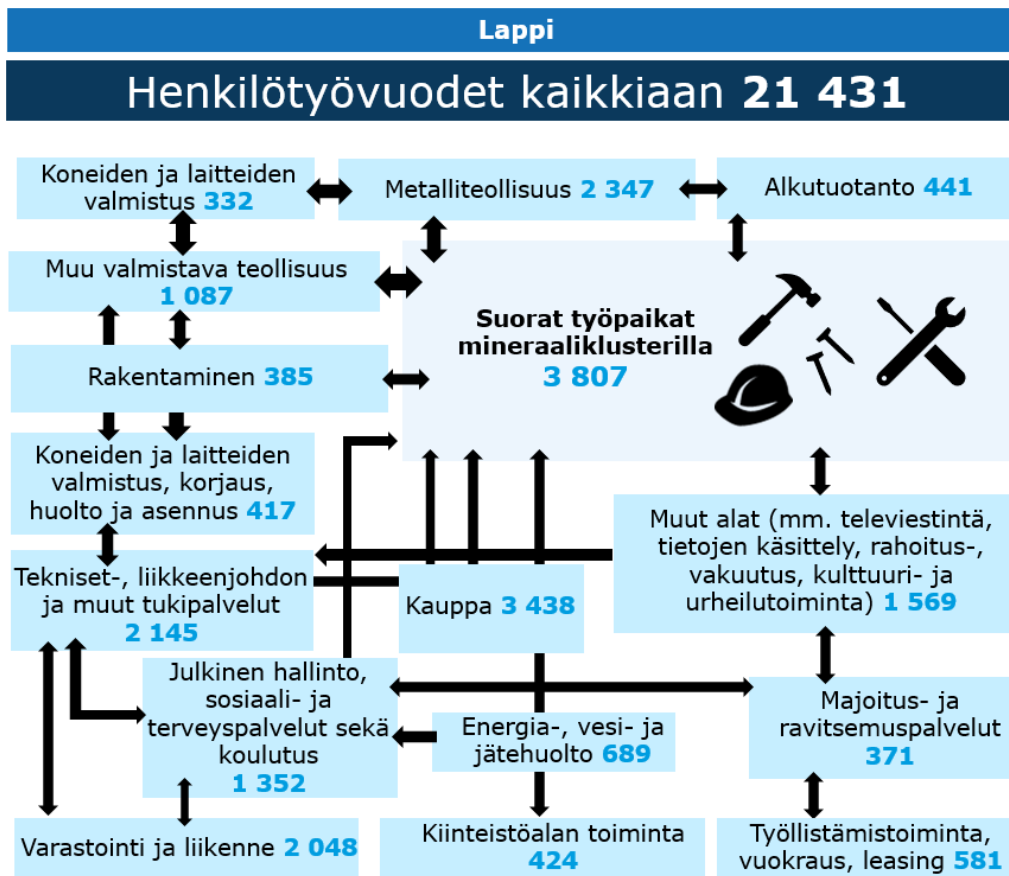 Lappi
Henkilötyövuodet kaikkiaan 21 431
Koneiden ja laitteiden
valmistus 332
Metalliteollisuus 2 347
Alkutuotanto 441
Muu valmistava teollisuus
1 087
Suorat työpaikat
mineraaliklusterilla
3 807
Rakentaminen 385
Koneiden ja laitteiden
valmistus, korjaus,
huolto ja asennus 417
Muut alat (mm. televiestintä,
tietojen käsittely, rahoitus-,
vakuutus, kulttuuri- ja
urheilutoiminta) 1 569
Tekniset-, liikkeenjohdon
ja muut tukipalvelut
2 145
Kauppa 3 438
Julkinen hallinto,
sosiaali- ja
terveyspalvelut sekä
koulutus
1 352
Energia-, vesi- ja
jätehuolto 689
Majoitus- ja
ravitsemuspalvelut
371
Varastointi ja liikenne 2 048
Kiinteistöalan toiminta
424
Työllistämistoiminta,
vuokraus, leasing 581